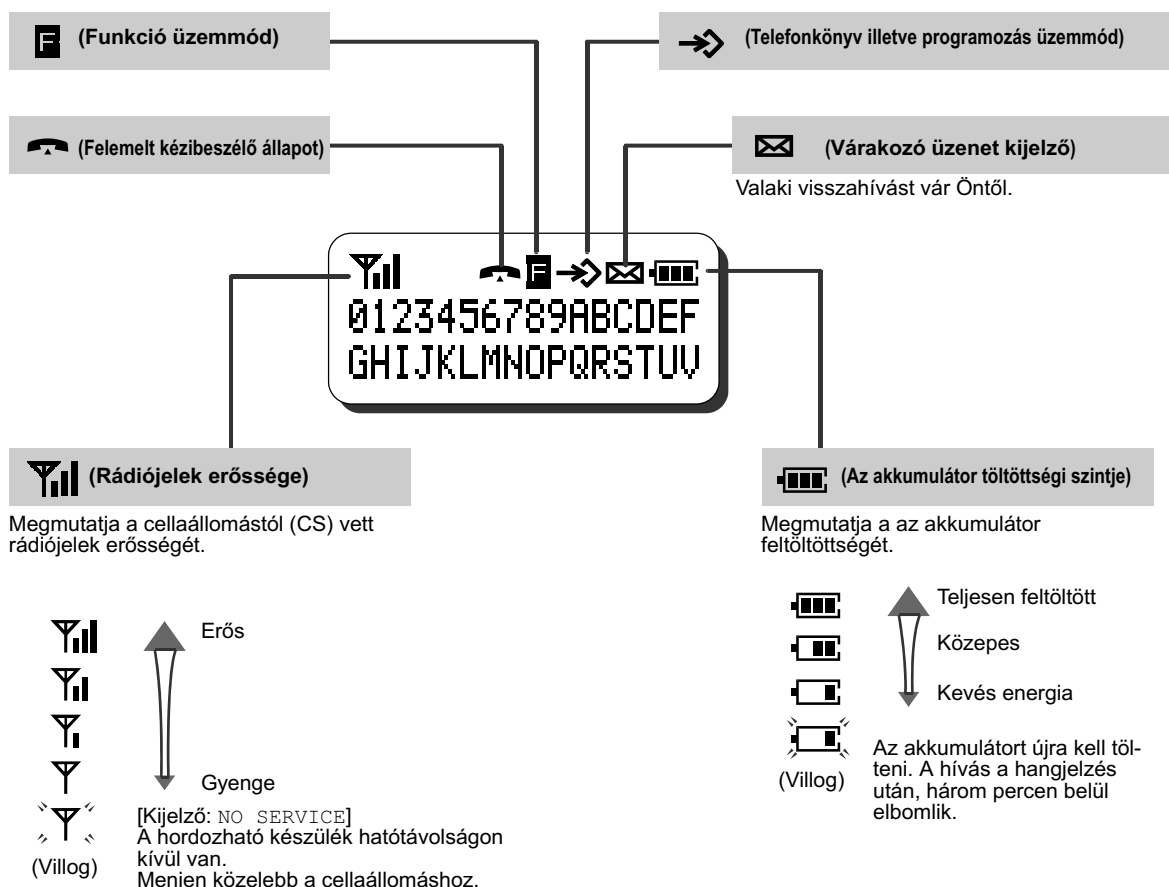 F (Funkció üzemmód)
(Telefonkönyv illetve programozás üzemmód)
(Felemelt kézibeszélő állapot)
(Várakozó üzenet kijelző)
Valaki visszahívást vár Öntől.
F
0123456789ABCDEF
GHIJKLMNOPQRSTUV
(Rádiójelek erőssége)
Megmutatja a cellaállomástól (CS) vett
rádiójelek erősségét.
Erős
Gyenge
(Villog)
[Kijelző: NO SERVICE]
A hordozható készülék hatótávolságon
kívül van.
Menjen közelebb a cellaállomáshoz.
(Az akkumulátor töltöttségi szintje)
Megmutatja a az akkumulátor
feltöltöttségét.
Teljesen feltöltött
Közepes
Kevés energia
(Villog)
Az akkumulátort újra kell töl-
teni. A hívás a hangjelzés
után, három percen belül
elbomlik.